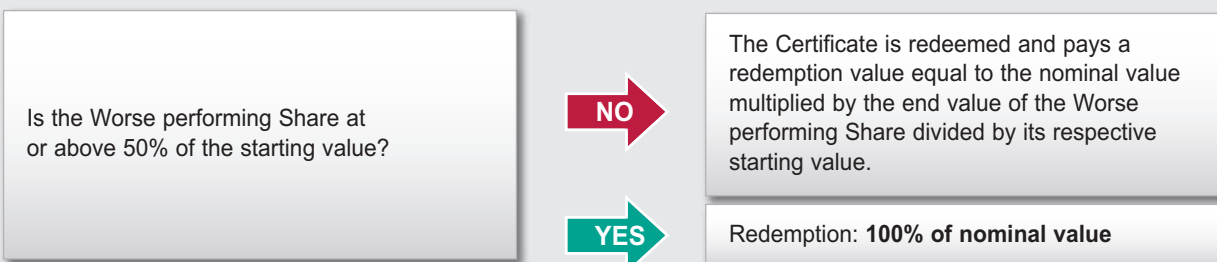 Is the Worse performing Share at
or above 50% of the starting value?
NO
The Certificate is redeemed and pays a
redemption value equal to the nominal value
multiplied by the end value of the Worse
performing Share divided by its respective
starting value.
YES
Redemption: 100% of nominal value